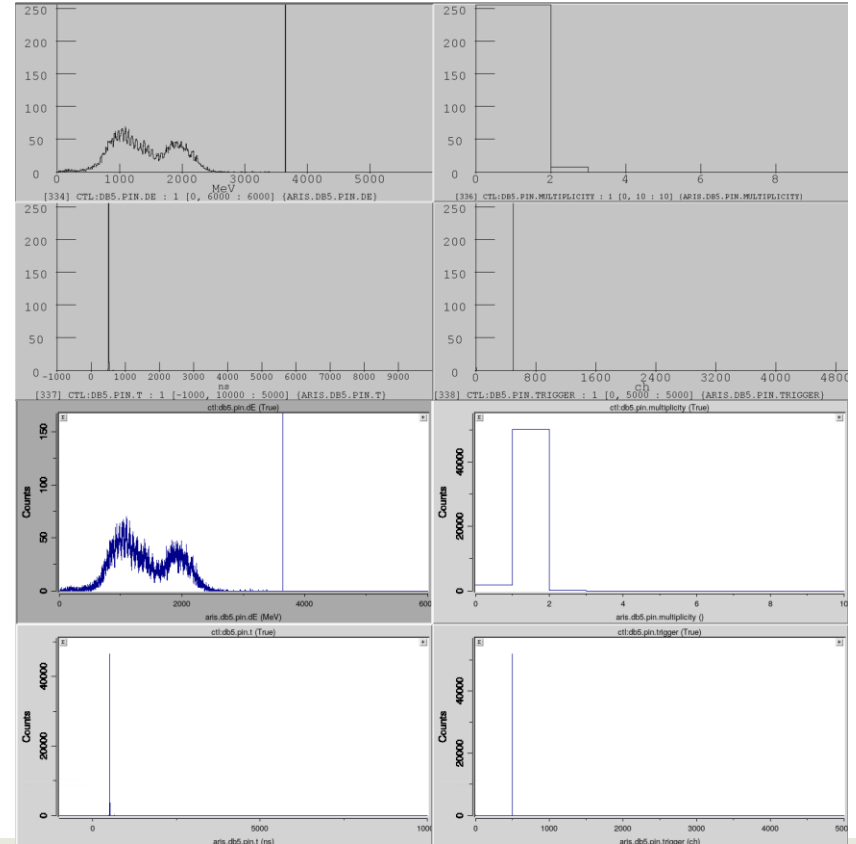 250
200
150
100
50
0
0 1000 2000 3000 4000 5000
MeV
[334] CTL:DB5.PIN.DE : 1 [0, 6000 : 6000] {ARIS.DB5.PIN.DE}
250
200
150
100
50
0
0 2 4 6 8
[336] CTL:DB5.PIN.MULTIPLICITY : 1 [0, 10 : 10] {ARIS.DB5.PIN.MULTIPLICITY}
250
200
150
100
50
0
-1000 0 1000 2000 3000 4000 5000 6000 7000 8000 9000
ns
[337] CTL:DB5.PIN.T : 1 [-1000, 10000 : 5000] {ARIS.DB5.PIN.T}
250
200
150
100
50
0
0 800 1600 2400 3200 4000 4800
ch
[338] CTL:DB5.PIN.TRIGGER : 1 [0, 5000 : 5000] {ARIS.DB5.PIN.TRIGGER}
ctl:db5.pin.dE (True)
Counts
150
100
50
0
0 2000 4000 600
aris.db5.pin.dE (MeV)
ctl:db5.pin.multiplicity (True)
Counts
40000
20000
0
0 2 4 6 8 10
aris.db5.pin.multiplicity ()
ctl:db5.pin.t (True)
Counts
40000
20000
0
0 5000 1000
aris.db5.pin.t (ns)
ctl:db5.pin.trigger (True)
Counts
40000
20000
0
0 1000 2000 3000 4000 500
aris.db5.pin.trigger (ch)